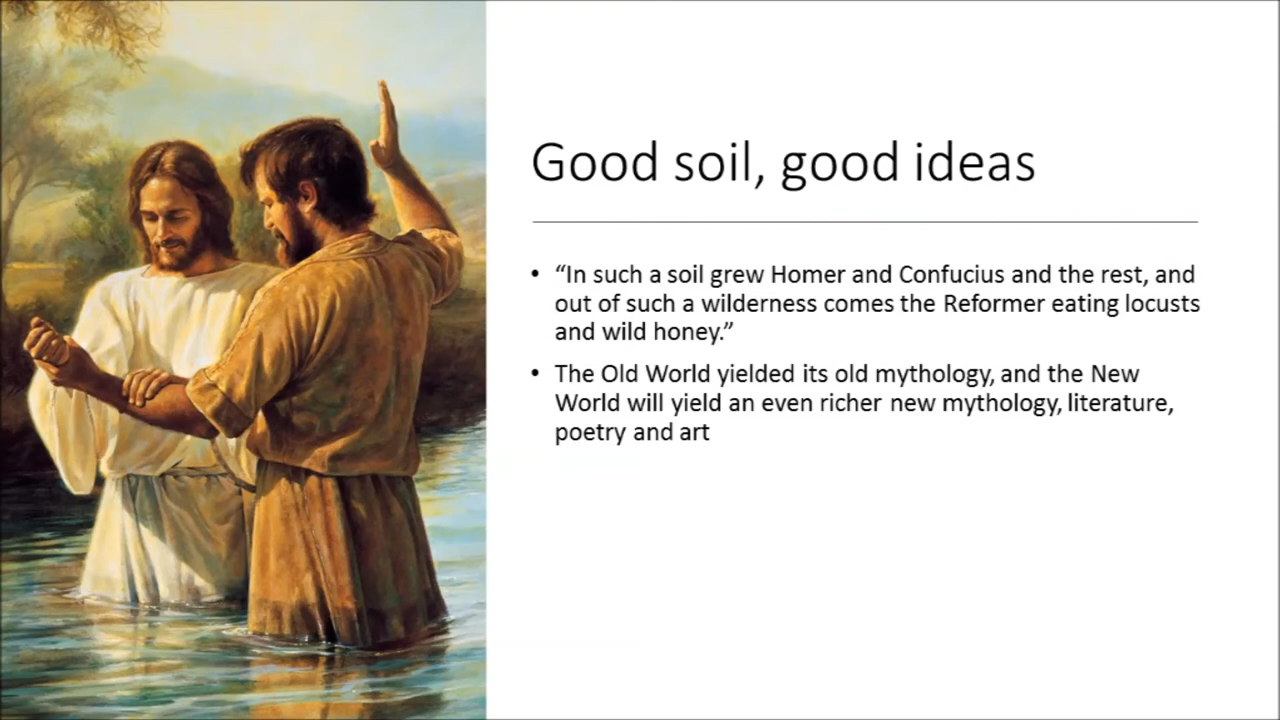 Good soil, good ideas
• “In such a soil grew Homer and Confucius and the rest, and
out of such a wilderness comes the Reformer eating locusts
and wild honey.”
• The Old World yielded its old mythology, and the New
World will yield an even richer new mythology, literature,
poetry and art